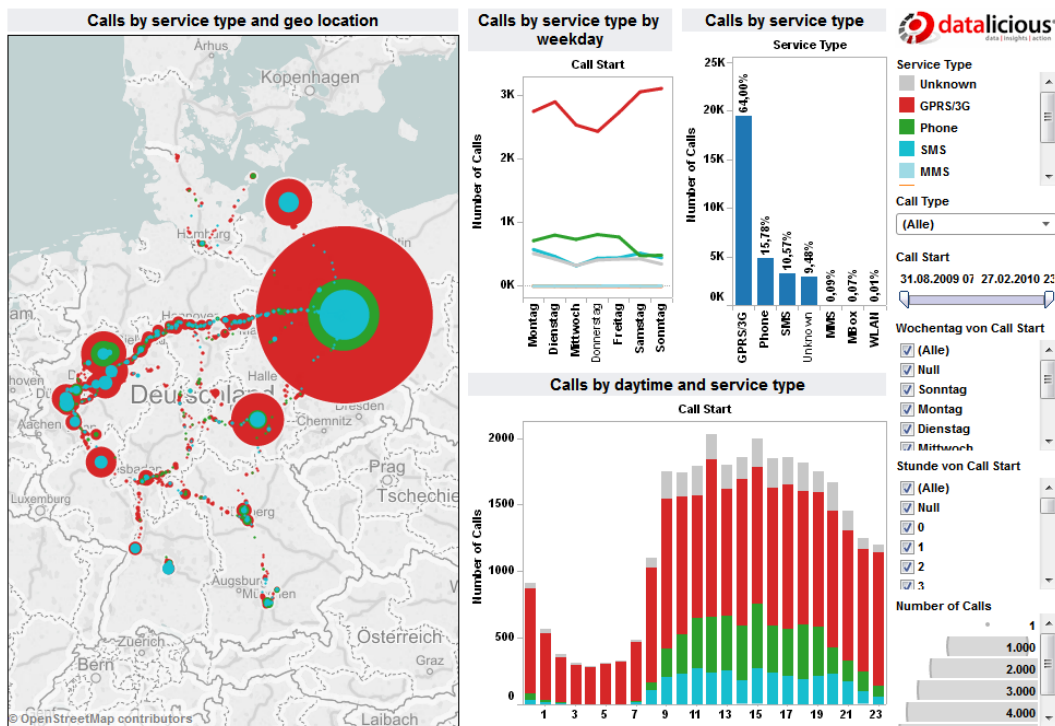 Calls by service type and geo location
Århus
Kopenhagen
Hamburg
Hannover
Halle
Deutschland
Dresden
Chemnitz
Aachen
Prag
Tschechien
Luxemburg
Augsburg
München
Zürich
Bern
Österreich
Graz
Laibach
© OpenStreetMap contributors
Calls by service type by
weekday
Call Start
Number of Calls
3K
2K
1K
0K
Montag
Dienstag
Mittwoch
Donnerstag
Freitag
Samstag
Sonntag
Calls by service type
Service Type
Number of Calls
25K
20K
15K
10K
5K
0K
64,00%
15,78%
10,57%
9,48%
0,09%
0,07%
0,01%
GPRS/3G
Phone
SMS
Unknown
MMS
MBox
WLAN
Calls by daytime and service type
Call Start
Number of Calls
2000
1500
1000
500
0
1 3 5 7 9 11 13 15 17 19 21 23
datalicious
data | insights | action
Service Type
Unknown
GPRS/3G
Phone
SMS
MMS
Call Type
(Alle)
Call Start
31.08.2009 07 27.02.2010 23
Wochentag von Call Start
(Alle)
Null
Sonntag
Montag
Dienstag
Mittwoch
Stunde von Call Start
(Alle)
Null
0
1
2
3
Number of Calls
1
1.000
2.000
3.000
4.000